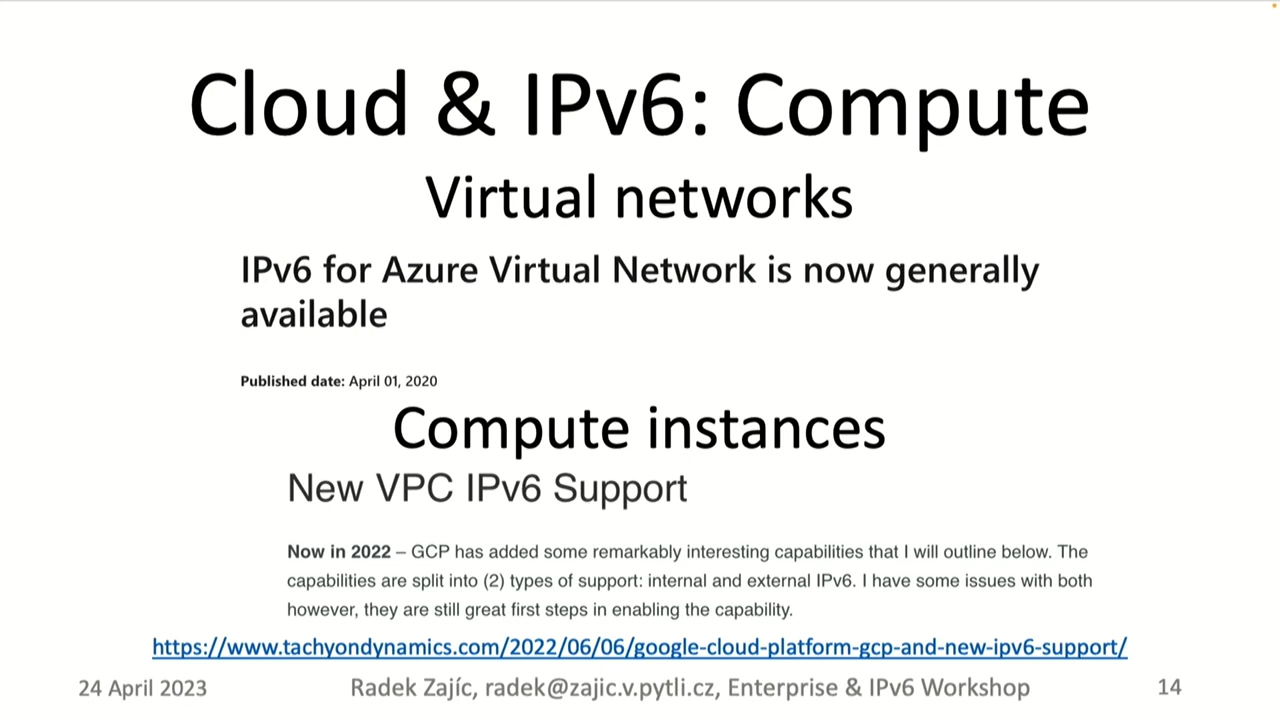 Cloud & IPv6: Compute
Virtual networks
IPv6 for Azure Virtual Network is now generally
available
Published date: April 01, 2020
Compute instances
New VPC IPv6 Support
Now in 2022 – GCP has added some remarkably interesting capabilities that I will outline below. The
capabilities are split into (2) types of support: internal and external IPv6. I have some issues with both
however, they are still great first steps in enabling the capability.
https://www.tachyondynamics.com/2022/06/06/google-cloud-platform-gcp-and-new-ipv6-support/
24 April 2023 Radek Zajíc, radek@zajic.v.pytli.cz, Enterprise & IPv6 Workshop 14